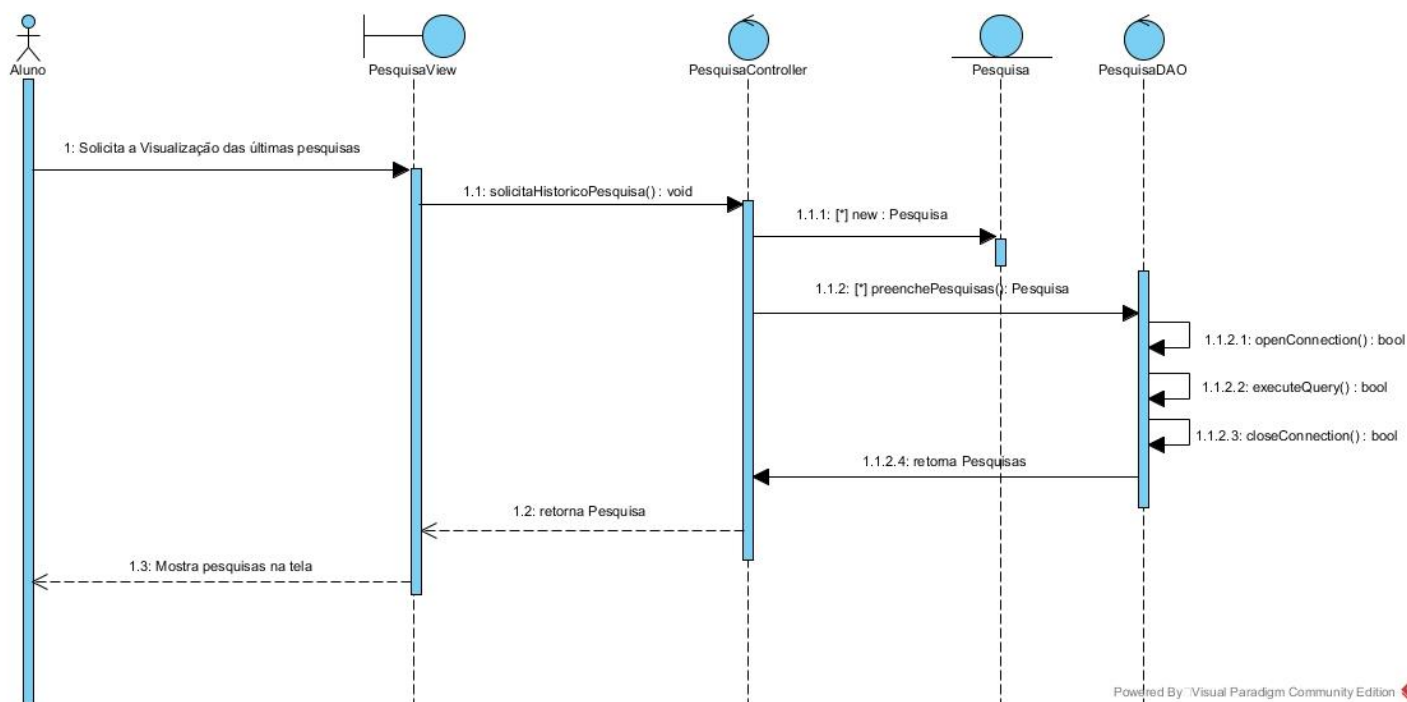 Aluno
PesquisaView
PesquisaController
Pesquisa
PesquisaDAO
1: Solicita a Visualização das últimas pesquisas
1.1: solicitaHistoricoPesquisa() : void
1.1.1: [*] new : Pesquisa
1.1.2: [*] preenchePesquisas(): Pesquisa
1.1.2.1: openConnection() : bool
1.1.2.2: executeQuery() : bool
1.1.2.3: closeConnection() : bool
1.1.2.4: retorna Pesquisas
1.2: retorna Pesquisa
1.3: Mostra pesquisas na tela
Powered By Visual Paradigm Community Edition